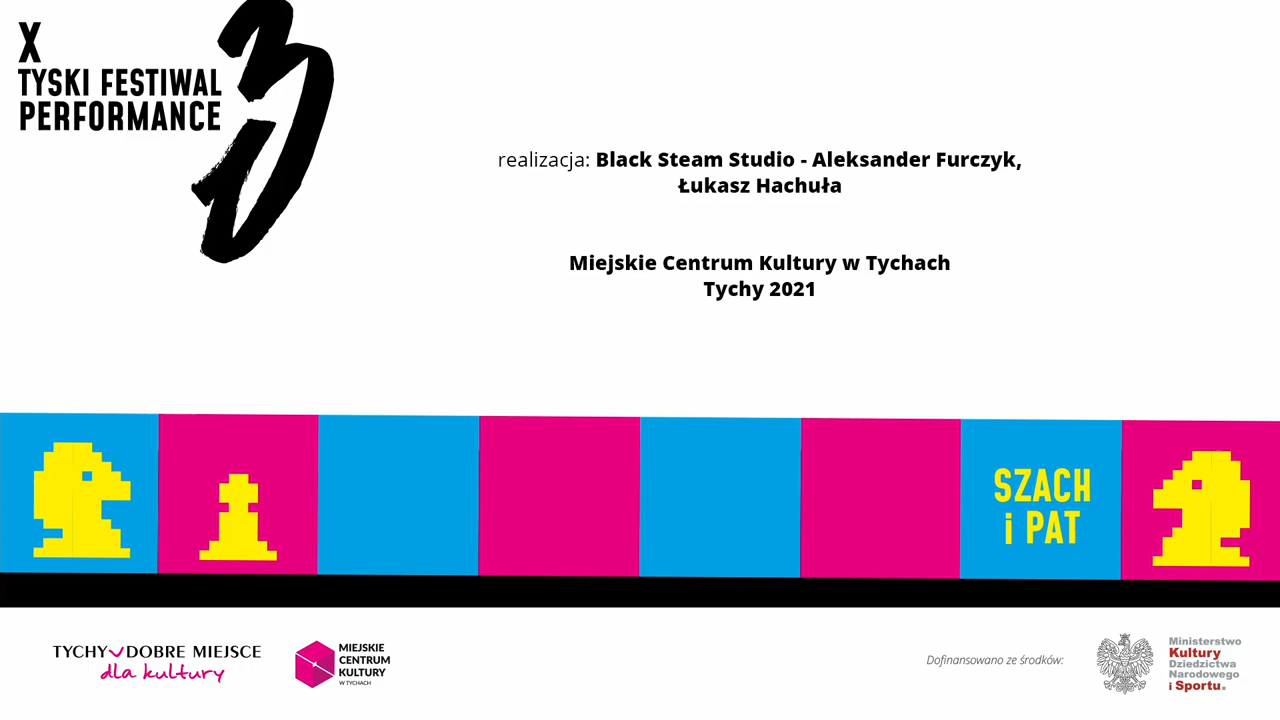 X
TYSKI FESTIWAL
PERFORMANCE
realizacja: Black Steam Studio - Aleksander Furczyk,
Łukasz Hachuła
Miejskie Centrum Kultury w Tychach
Tychy 2021
SZACH
i PAT
TYCHY DOBRE MIEJSCE
dla kultury
MIEJSKIE
CENTRUM
KULTURY
W TYCHACH
Dofinansowano ze środków:
Ministerstwo
Kultury
Dziedzictwa
Narodowego
i Sportu.